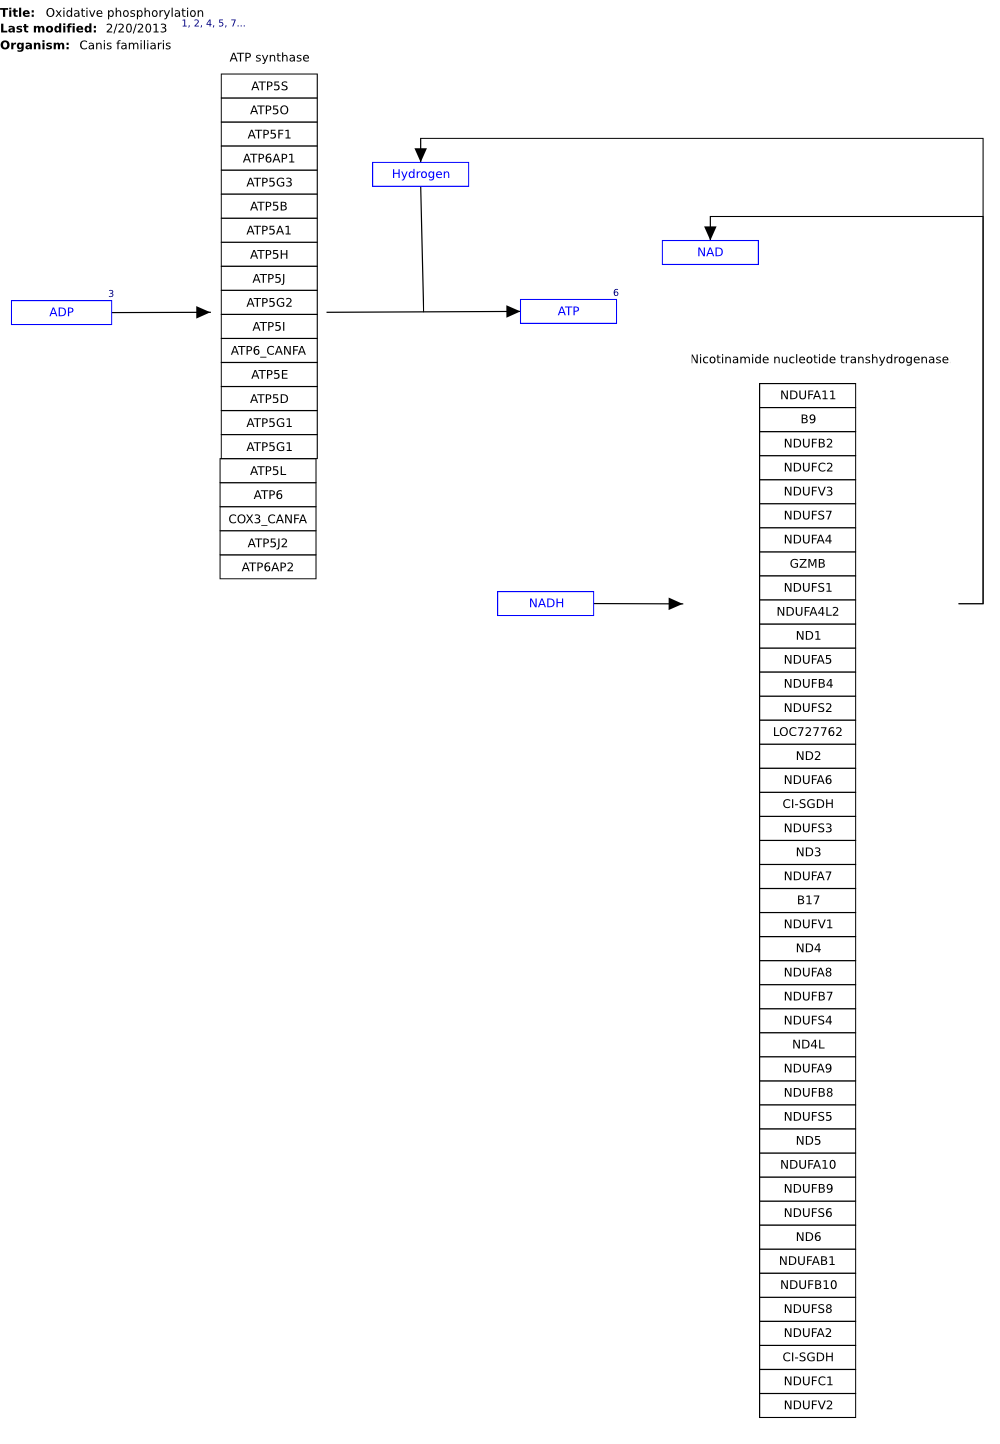 Title: Oxidative phosphorylation
Last modified: 2/20/2013 1, 2, 4, 5, 7...
Organism: Canis familiaris
ATP synthase
ATP5S
ATP5O
ATP5F1
ATP6AP1
ATP5G3
ATP5B
ATP5A1
ATP5H
ATP5J
ATP5G2
ATP5I
ATP6_CANFA
ATP5E
ATP5D
ATP5G1
ATP5G1
ATP5L
ATP6
COX3_CANFA
ATP5J2
ATP6AP2
Hydrogen
NAD
3
ADP
6
ATP
NADH
Nicotinamide nucleotide transhydrogenase
NDUFA11
B9
NDUFB2
NDUFC2
NDUFV3
NDUFS7
NDUFA4
GZMB
NDUFS1
NDUFA4L2
ND1
NDUFA5
NDUFB4
NDUFS2
LOC727762
ND2
NDUFA6
CI-SGDH
NDUFS3
ND3
NDUFA7
B17
NDUFV1
ND4
NDUFA8
NDUFB7
NDUFS4
ND4L
NDUFA9
NDUFB8
NDUFS5
ND5
NDUFA10
NDUFB9
NDUFS6
ND6
NDUFAB1
NDUFB10
NDUFS8
NDUFA2
CI-SGDH
NDUFC1
NDUFV2